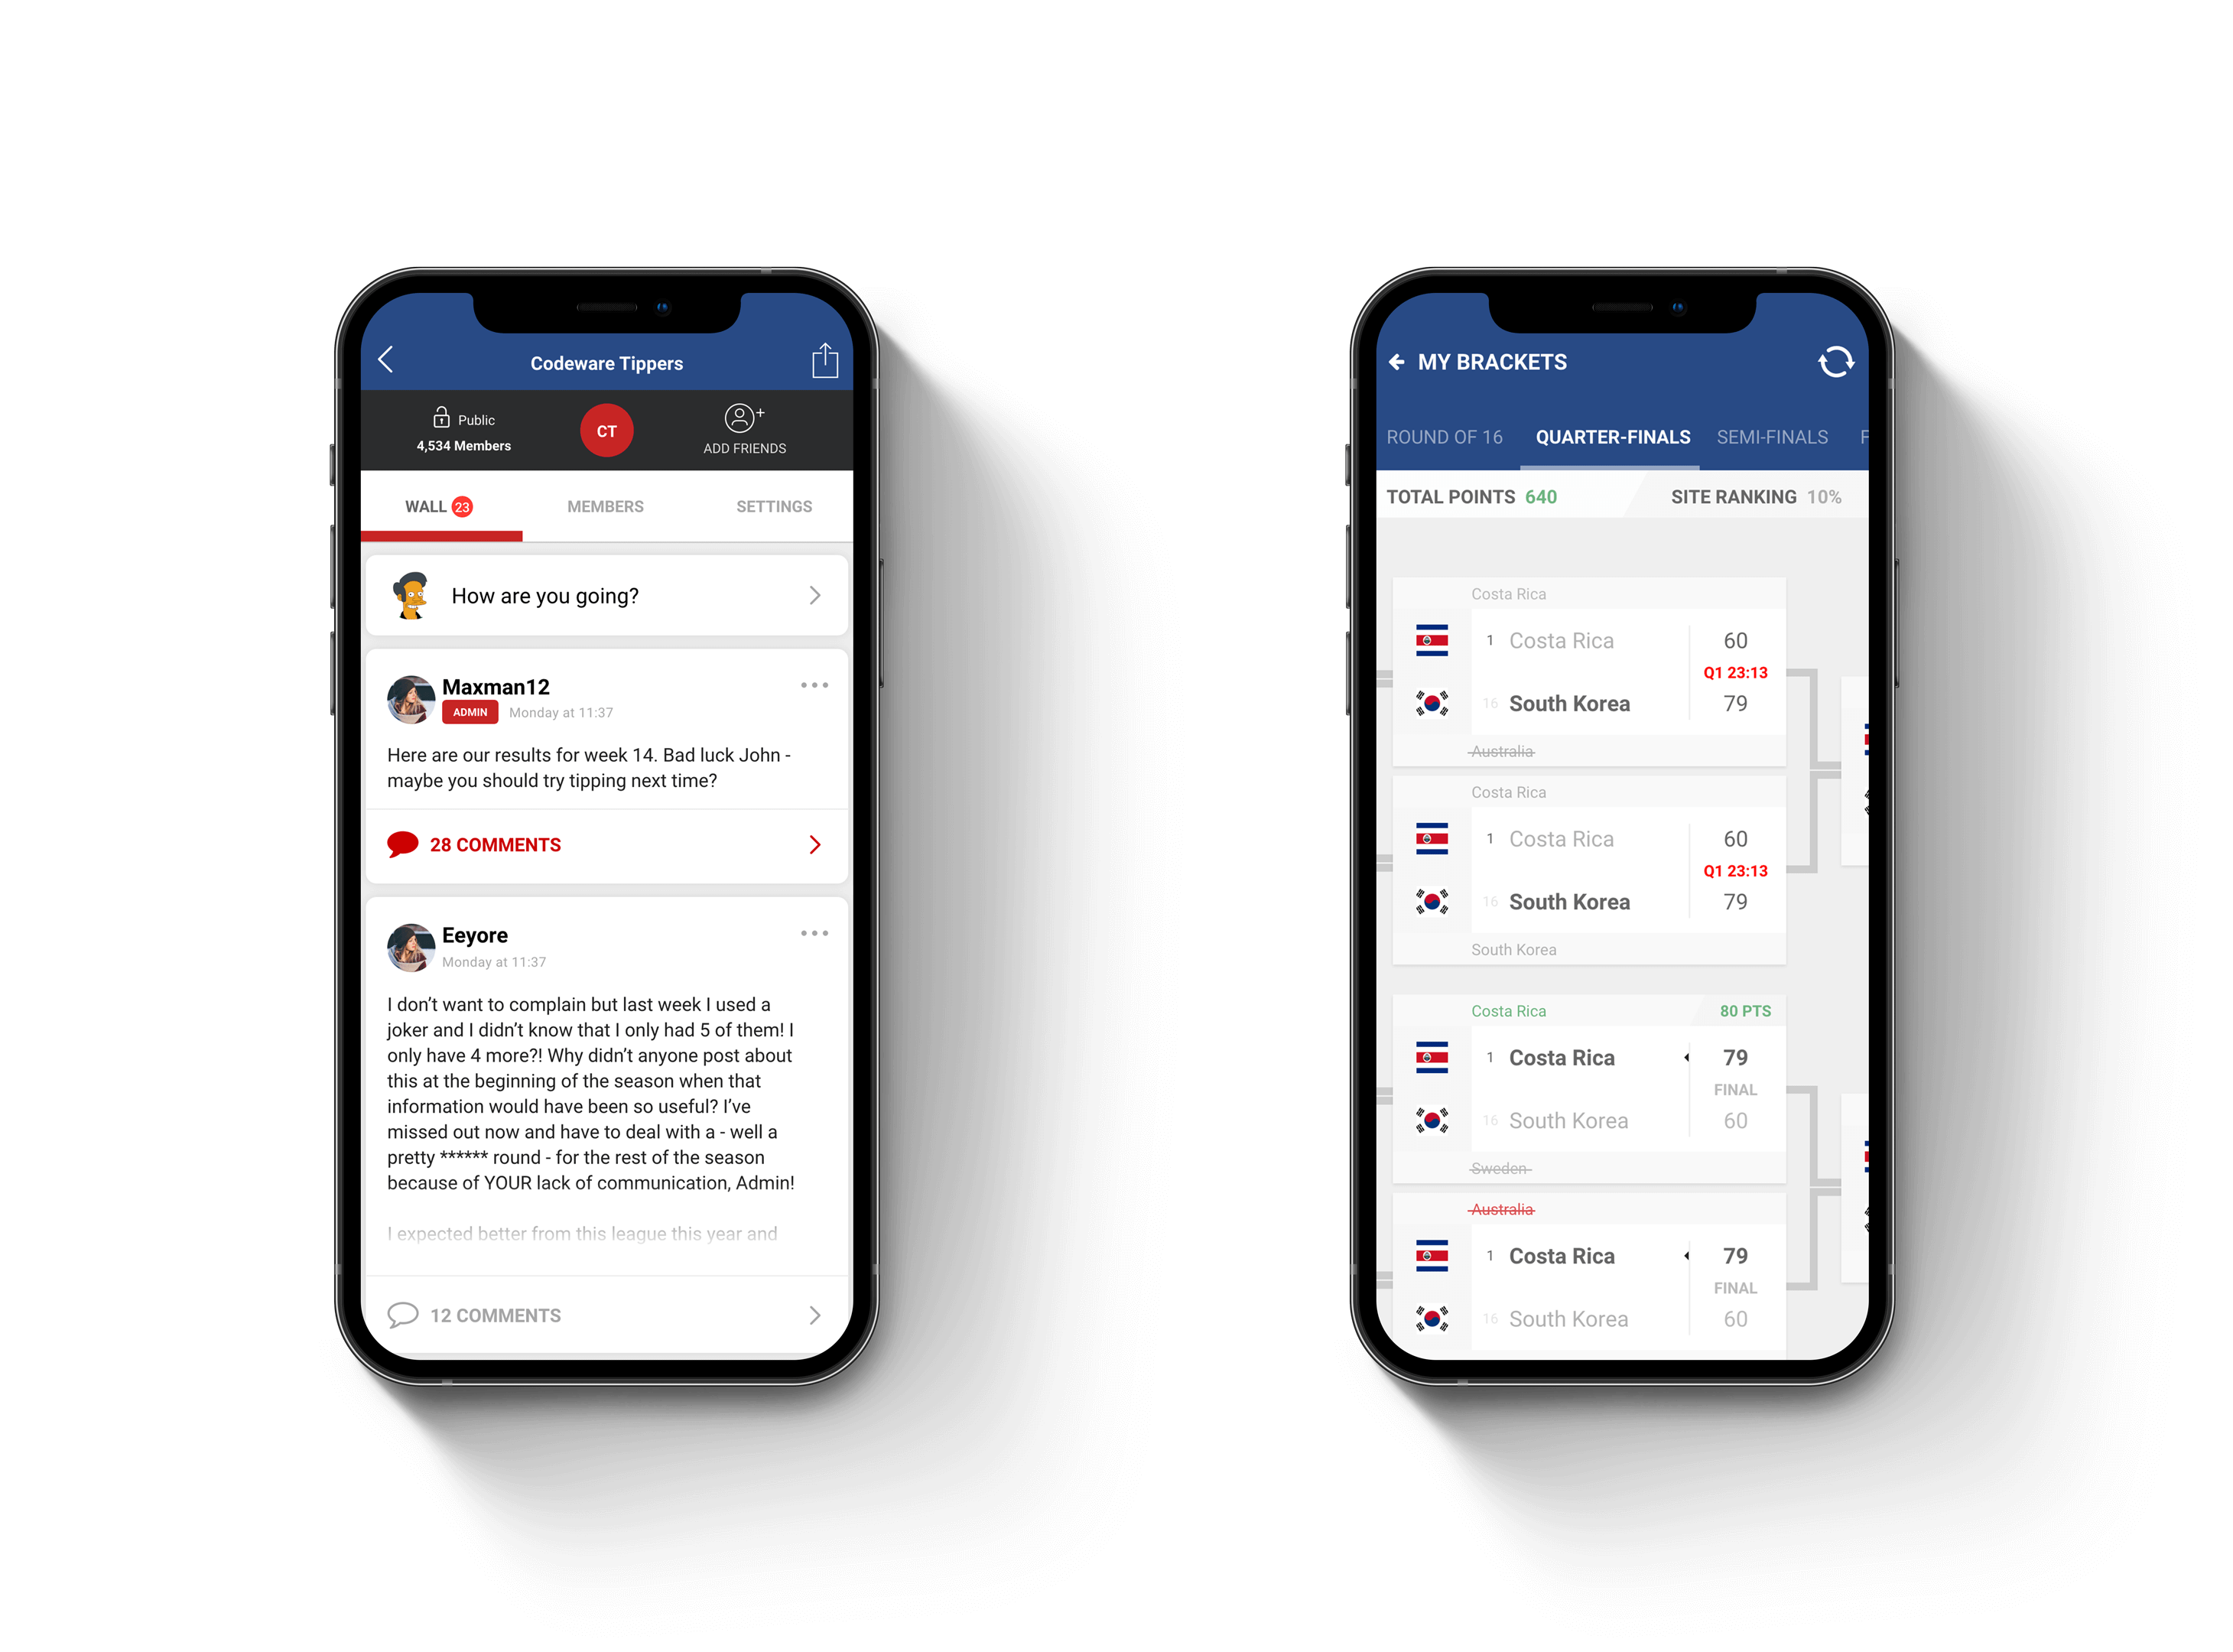 Codeware Tippers
Public
4,534 Members
CT
ADD FRIENDS
WALL 23
MEMBERS
SETTINGS
How are you going?
Maxman12
ADMIN Monday at 11:37
Here are our results for week 14. Bad luck John -
maybe you should try tipping next time?
28 COMMENTS
Eeyore
Monday at 11:37
I don't want to complain but last week I used a
joker and I didn't know that I only had 5 of them! I
only have 4 more?! Why didn't anyone post about
this at the beginning of the season when that
information would have been so useful? I've
missed out now and have to deal with a - well a
pretty ****** round - for the rest of the season
because of YOUR lack of communication, Admin!
I expected better from this league this year and
12 COMMENTS
MY BRACKETS
ROUND OF 16
QUARTER-FINALS
SEMI-FINALS
F
TOTAL POINTS 640
SITE RANKING 10%
Costa Rica
1 Costa Rica 60
Q1 23:13
16 South Korea 79
Australia
Costa Rica
1 Costa Rica 60
Q1 23:13
16 South Korea 79
South Korea
Costa Rica 80 PTS
1 Costa Rica 79
FINAL
16 South Korea 60
Sweden
Australia
1 Costa Rica 79
FINAL
16 South Korea 60